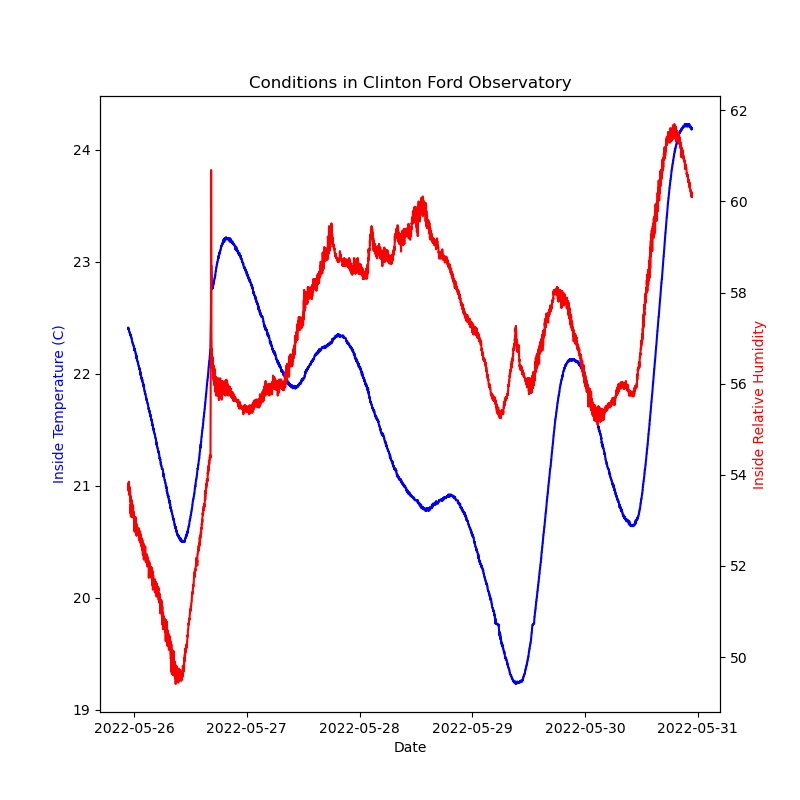 Conditions in Clinton Ford Observatory
24
23
22
21
20
19
Inside Temperature (C)
62
60
58
56
54
52
50
Inside Relative Humidity
2022-05-26 2022-05-27 2022-05-28 2022-05-29 2022-05-30 2022-05-31
Date